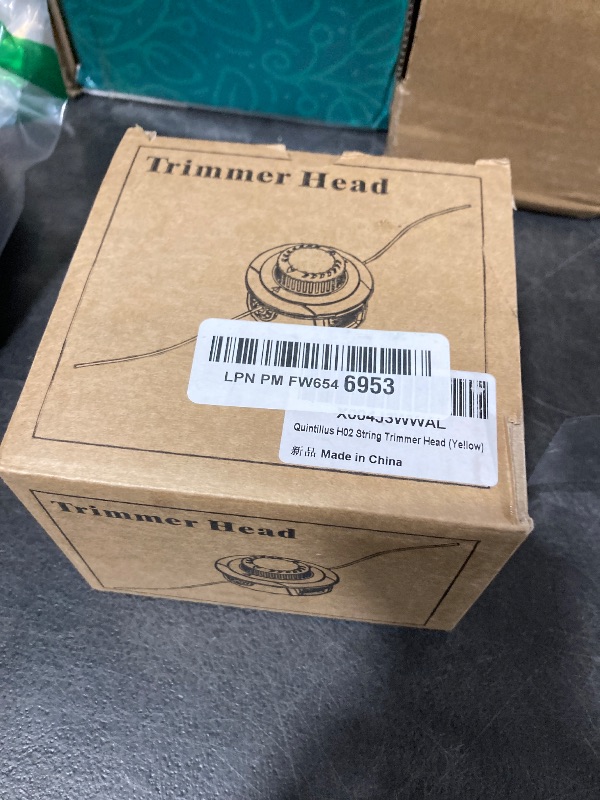 Trimmer Head
LPN PM FW654 6953
X004J3WWAL
Quintilius H02 String Trimmer Head (Yellow)
新品 Made in China
Trimmer Head